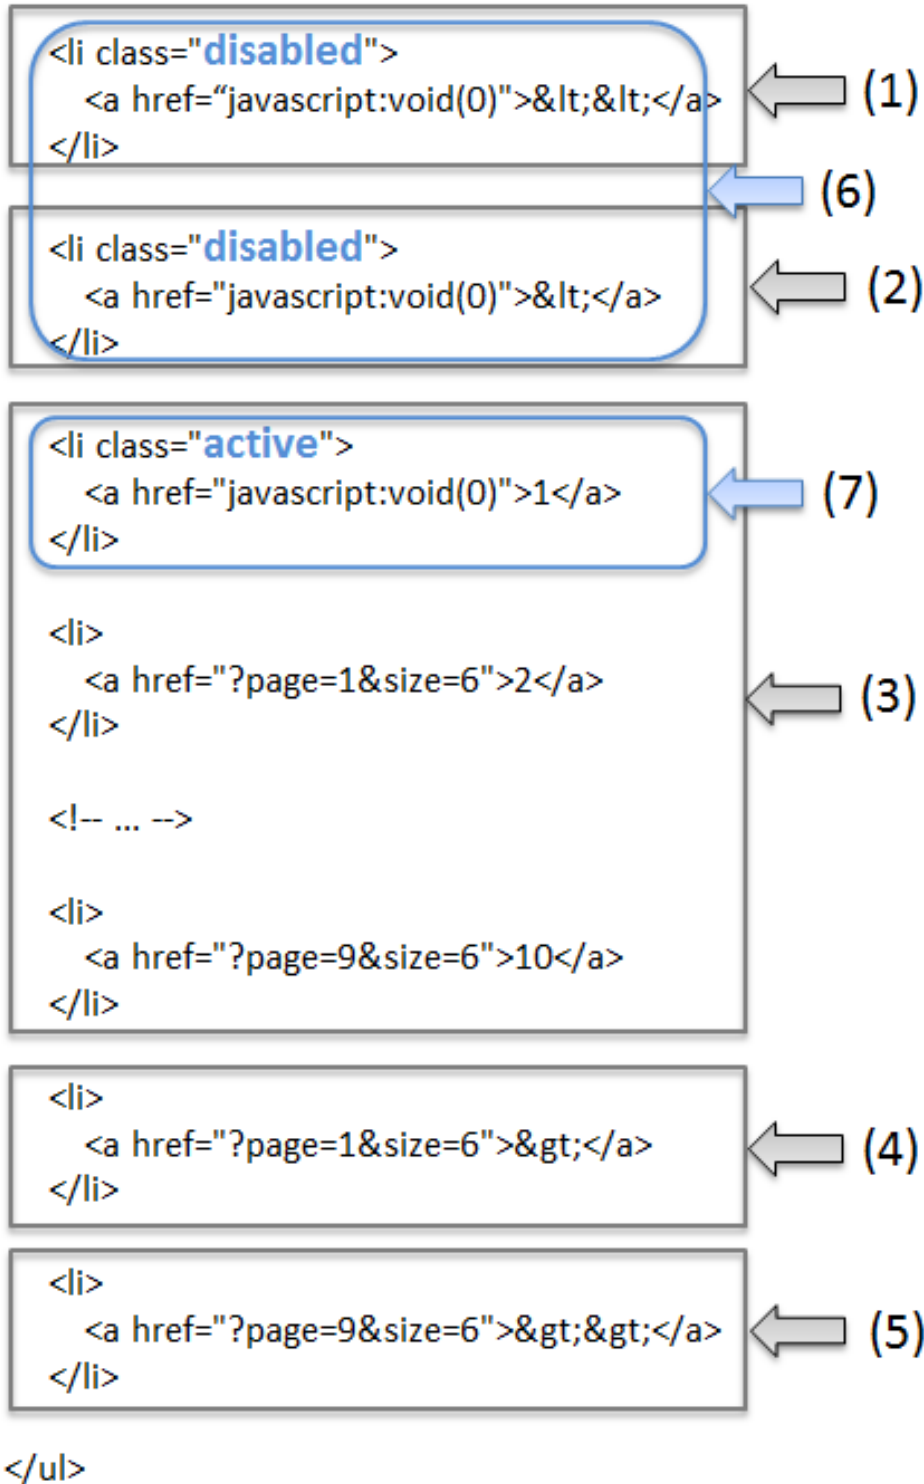 <li class="disabled">
<a href=“javascript:void(0)">&lt;&lt;</a>
</li>
(1)
(6)
<li class="disabled">
<a href="javascript:void(0)">&lt;</a>
</li>
(2)
<li class="active">
<a href="javascript:void(0)">1</a>
</li>
(7)
<li>
<a href="?page=1&size=6">2</a>
</li>
(3)
<!-- ... -->
<li>
<a href="?page=9&size=6">10</a>
</li>
<li>
<a href="?page=1&size=6">&gt;</a>
</li>
(4)
<li>
<a href="?page=9&size=6">&gt;&gt;</a>
</li>
(5)
</ul>